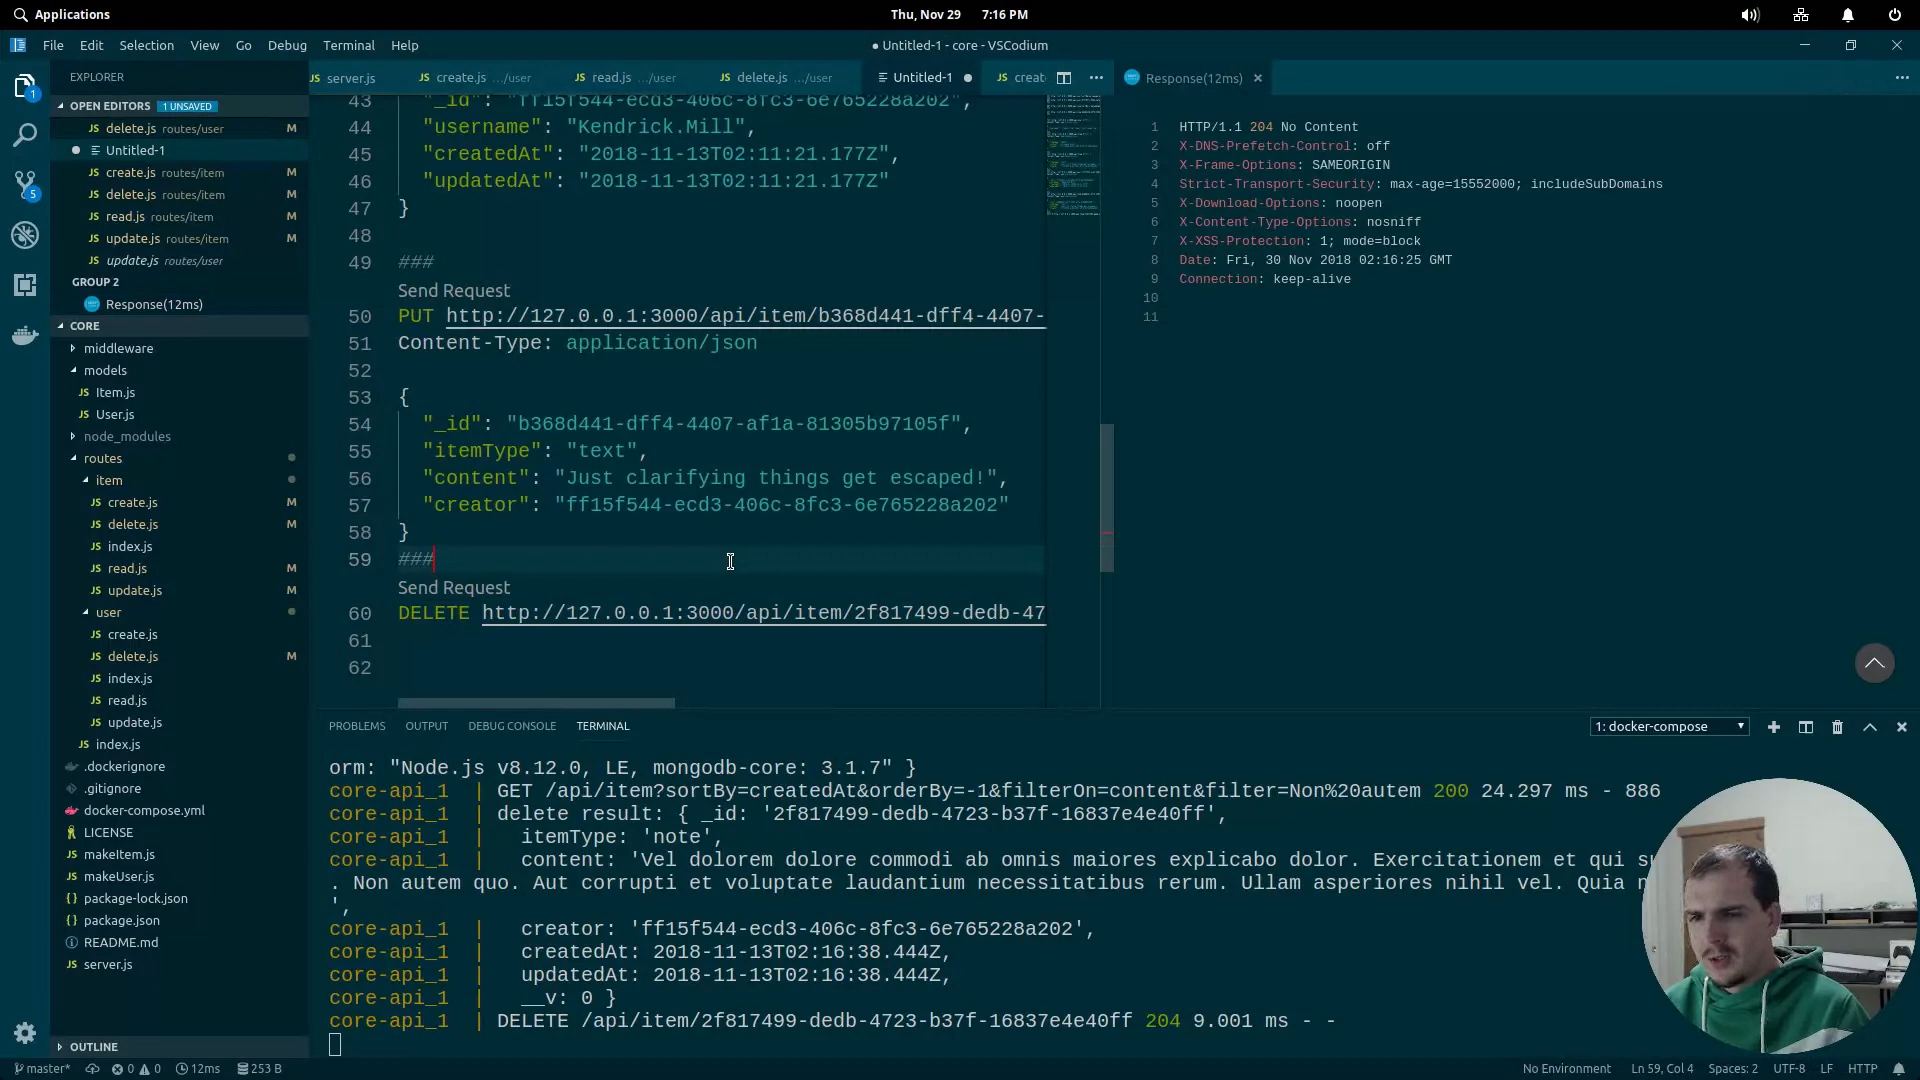 Applications
Thu, Nov 29 7:16 PM
File Edit Selection View Go Debug Terminal Help
● Untitled-1 - core - VSCodium
EXPLORER
server.js
create.js .../user
read.js .../user
delete.js .../user
Untitled-1
creat
Response(12ms)
OPEN EDITORS 1 UNSAVED
delete.js routes/user M
Untitled-1
create.js routes/item M
delete.js routes/item M
read.js routes/item M
update.js routes/item M
update.js routes/user
GROUP 2
Response(12ms)
CORE
middleware
models
Item.js
User.js
node_modules
routes
item
create.js M
delete.js M
index.js
read.js M
update.js M
user
create.js
delete.js M
index.js
read.js
update.js
index.js
.dockerignore
.gitignore
docker-compose.yml
LICENSE
makeItem.js
makeUser.js
package-lock.json
package.json
README.md
server.js
OUTLINE
43 "_id": "ff15f544-ecd3-406c-8fc3-6e765228a202",
44 "username": "Kendrick.Mill",
45 "createdAt": "2018-11-13T02:11:21.177Z",
46 "updatedAt": "2018-11-13T02:11:21.177Z"
47 }
48
49 ###
Send Request
50 PUT http://127.0.0.1:3000/api/item/b368d441-dff4-4407-
51 Content-Type: application/json
52
53 {
54 "_id": "b368d441-dff4-4407-af1a-81305b97105f",
55 "itemType": "text",
56 "content": "Just clarifying things get escaped!",
57 "creator": "ff15f544-ecd3-406c-8fc3-6e765228a202"
58 }
59 ###
Send Request
60 DELETE http://127.0.0.1:3000/api/item/2f817499-dedb-47
61
62
1 HTTP/1.1 204 No Content
2 X-DNS-Prefetch-Control: off
3 X-Frame-Options: SAMEORIGIN
4 Strict-Transport-Security: max-age=15552000; includeSubDomains
5 X-Download-Options: noopen
6 X-Content-Type-Options: nosniff
7 X-XSS-Protection: 1; mode=block
8 Date: Fri, 30 Nov 2018 02:16:25 GMT
9 Connection: keep-alive
10
11
PROBLEMS OUTPUT DEBUG CONSOLE TERMINAL
1: docker-compose
orm: "Node.js v8.12.0, LE, mongodb-core: 3.1.7" }
core-api_1 | GET /api/item?sortBy=createdAt&orderBy=-1&filterOn=content&filter=Non%20autem 200 24.297 ms - 886
core-api_1 | delete result: { _id: '2f817499-dedb-4723-b37f-16837e4e40ff',
core-api_1 | itemType: 'note',
core-api_1 | content: 'Vel dolorem dolore commodi ab omnis maiores explicabo dolor. Exercitationem et qui
. Non autem quo. Aut corrupti et voluptate laudantium necessitatibus rerum. Ullam asperiores nihil vel. Quia
',
core-api_1 | creator: 'ff15f544-ecd3-406c-8fc3-6e765228a202',
core-api_1 | createdAt: 2018-11-13T02:16:38.444Z,
core-api_1 | updatedAt: 2018-11-13T02:16:38.444Z,
core-api_1 | __v: 0 }
core-api_1 | DELETE /api/item/2f817499-dedb-4723-b37f-16837e4e40ff 204 9.001 ms - -
master* 0 0 12ms 253 B
No Environment Ln 59, Col 4 Spaces: 2 UTF-8 LF HTTP